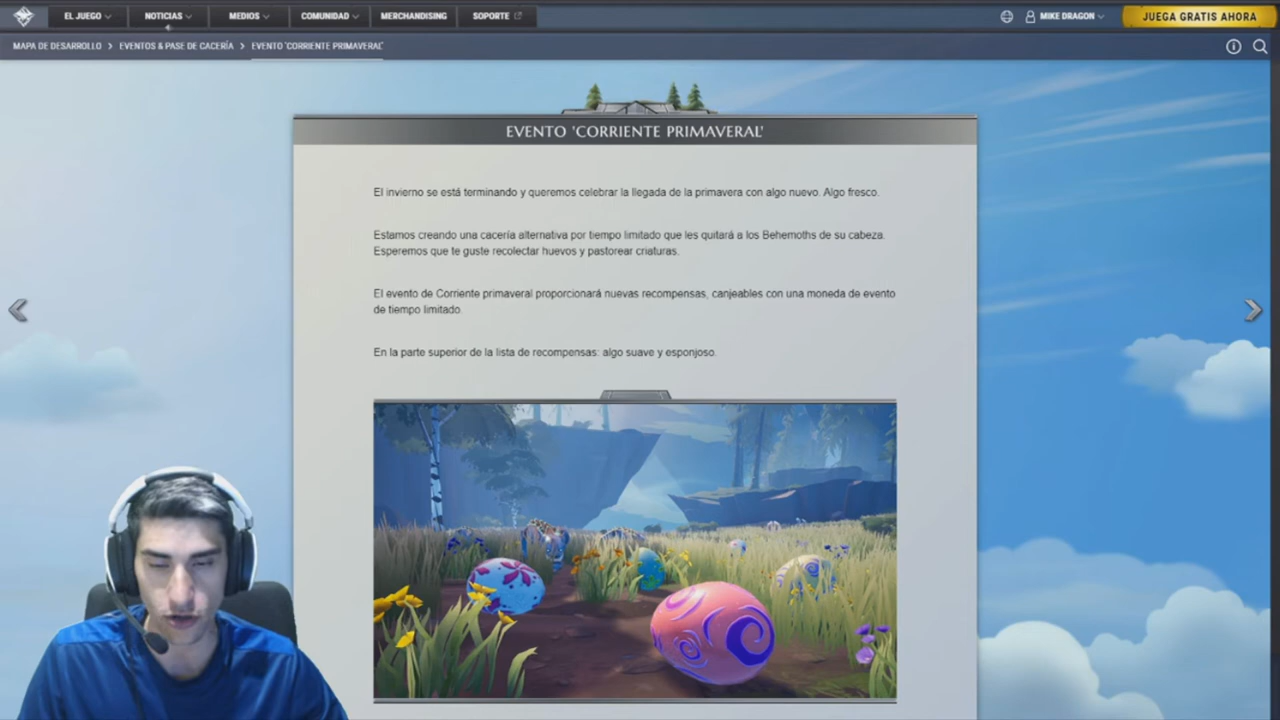 EL JUEGO
NOTICIAS
MEDIOS
COMUNIDAD
MERCHANDISING
SOPORTE
MIKE DRAGON
JUEGA GRATIS AHORA
MAPA DE DESARROLLO > EVENTOS & PASE DE CACERÍA > EVENTO 'CORRIENTE PRIMAVERAL'
EVENTO 'CORRIENTE PRIMAVERAL'
El invierno se está terminando y queremos celebrar la llegada de la primavera con algo nuevo. Algo fresco.
Estamos creando una cacería alternativa por tiempo limitado que les quitará a los Behemoths de su cabeza.
Esperemos que te guste recolectar huevos y pastorear criaturas.
El evento de Corriente primaveral proporcionará nuevas recompensas, canjeables con una moneda de evento
de tiempo limitado.
En la parte superior de la lista de recompensas: algo suave y esponjoso.